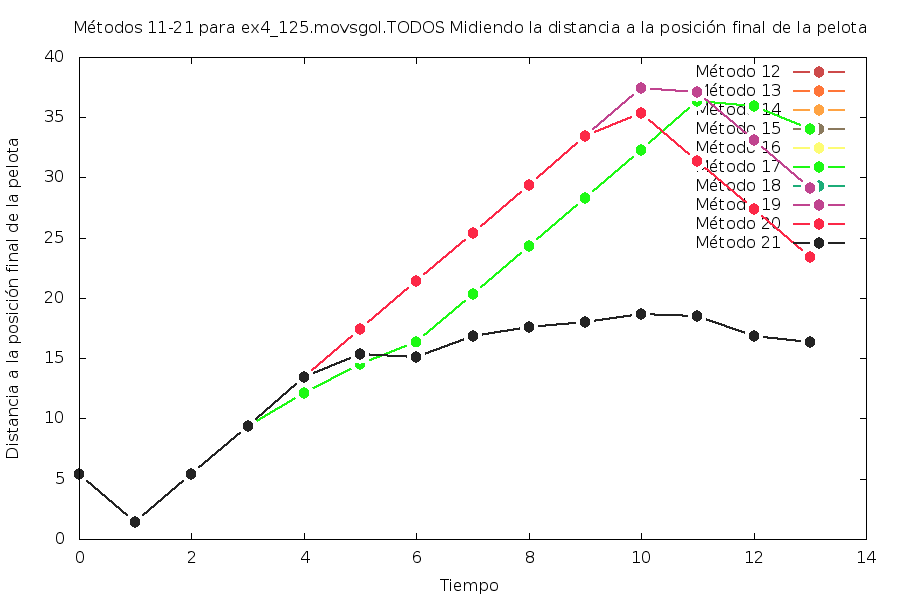 Métodos 11-21 para ex4_125.movsgol.TODOS Midiendo la distancia a la posición final de la pelota
Distancia a la posición final de la pelota
40
35
30
25
20
15
10
5
0
0 2 4 6 8 10 12 14
Tiempo
Método 12
Método 13
Método 14
Método 15
Método 16
Método 17
Método 18
Método 19
Método 20
Método 21